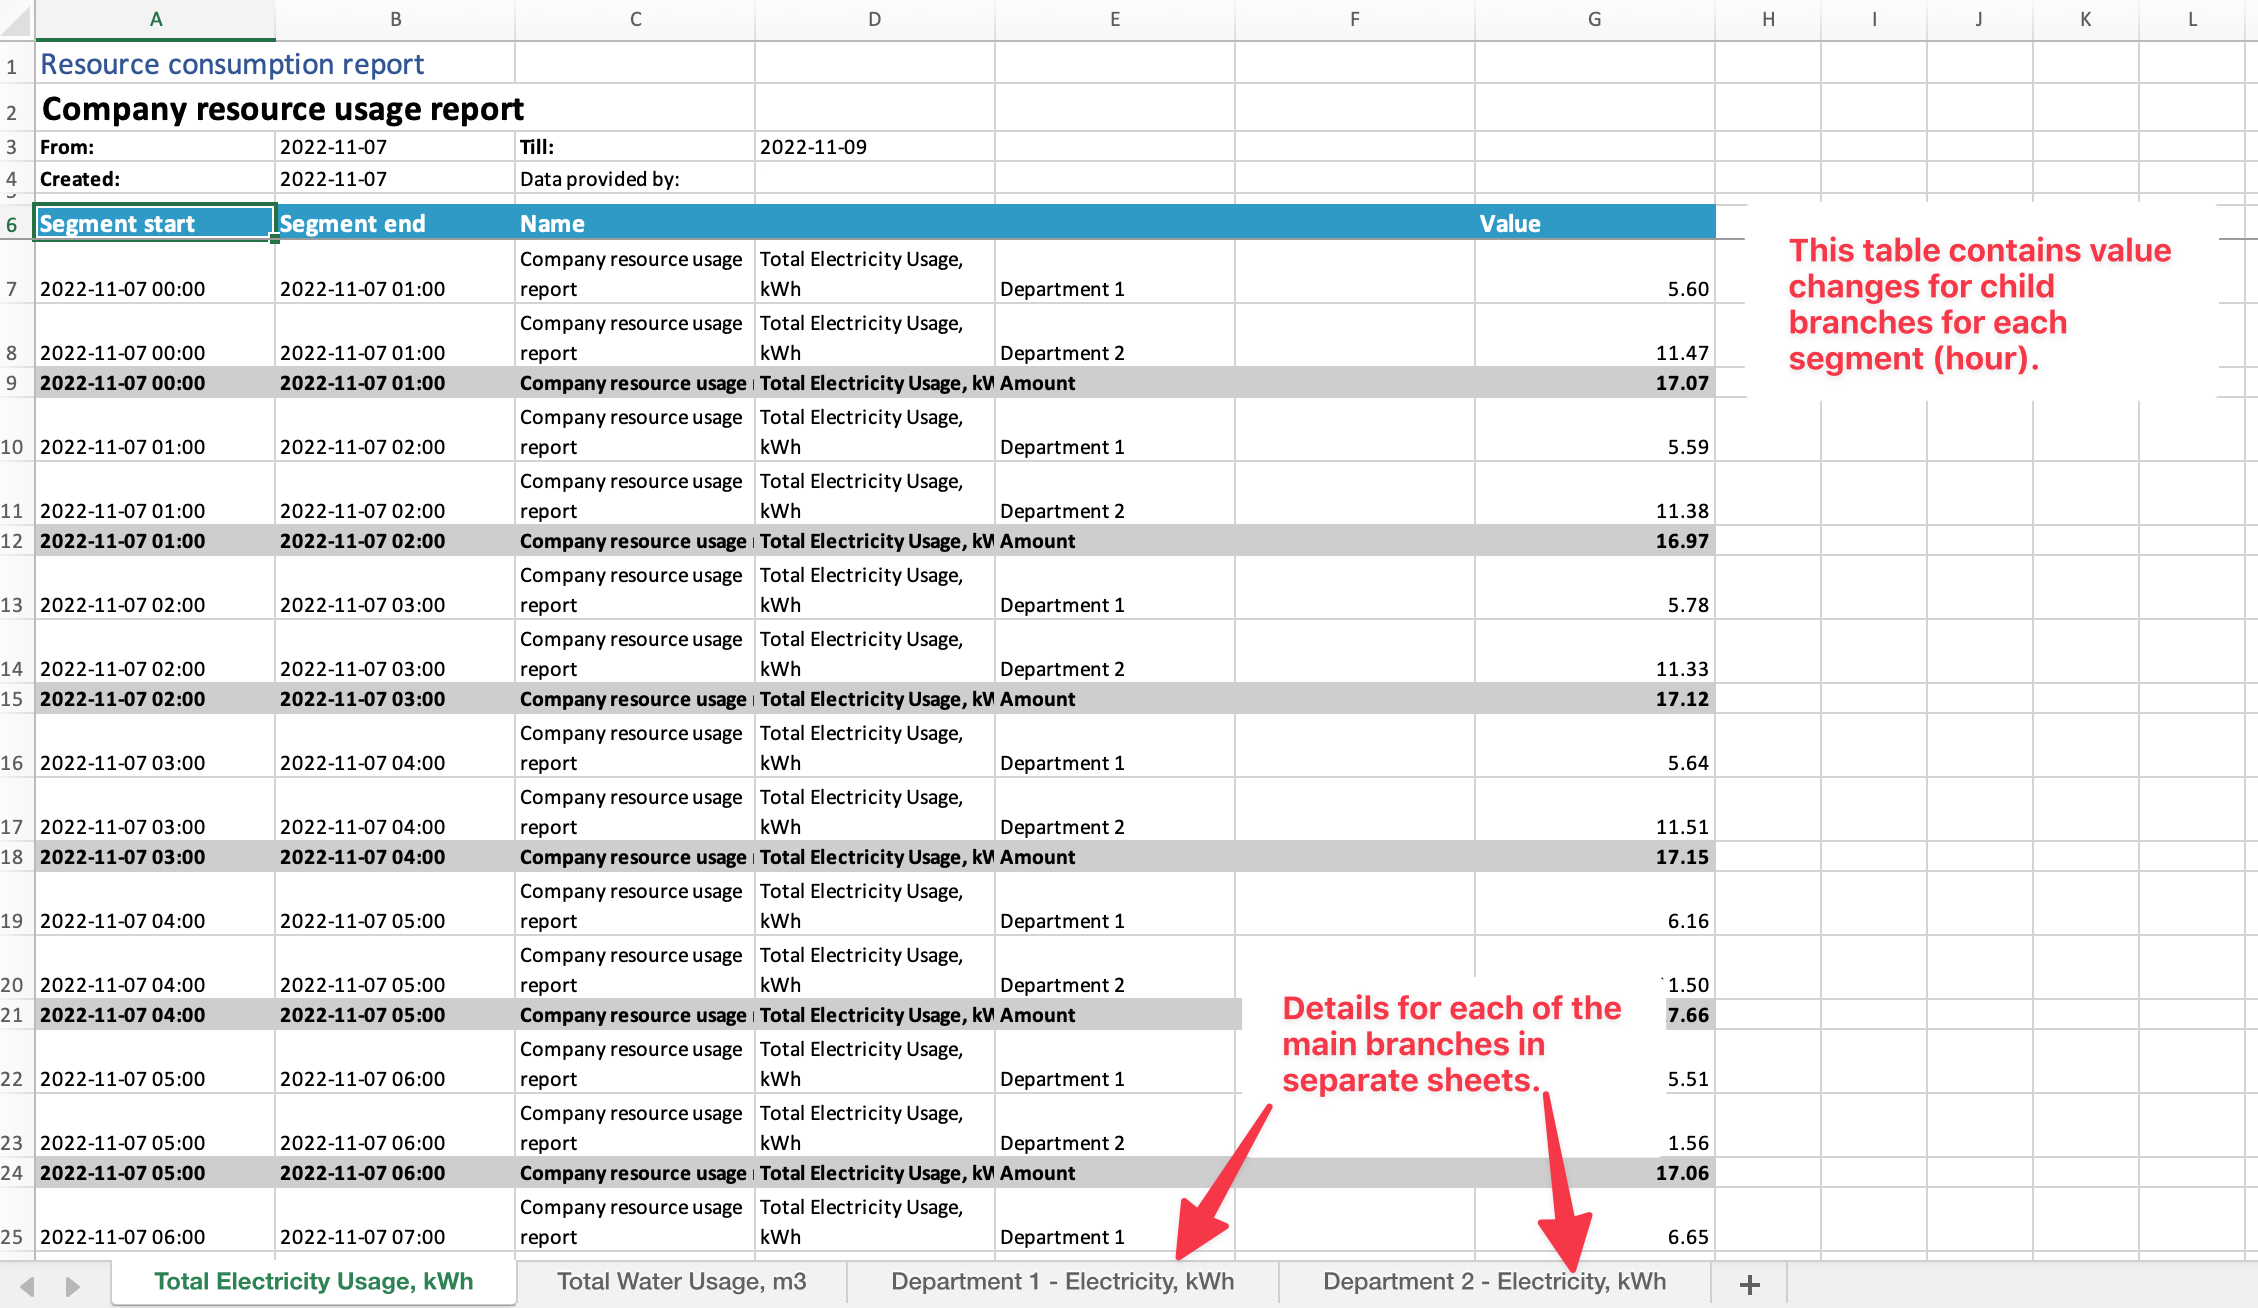 A B C D E F G H I J K L
1 Resource consumption report
2 Company resource usage report
3 From: 2022-11-07 Till: 2022-11-09
4 Created: 2022-11-07 Data provided by:
6 Segment start Segment end Name Value
Company resource usage Total Electricity Usage,
7 2022-11-07 00:00 2022-11-07 01:00 report kWh Department 1 5.60
Company resource usage Total Electricity Usage,
8 2022-11-07 00:00 2022-11-07 01:00 report kWh Department 2 11.47
9 2022-11-07 00:00 2022-11-07 01:00 Company resource usage Total Electricity Usage, kW Amount 17.07
This table contains value
changes for child
branches for each
segment (hour).
Company resource usage Total Electricity Usage,
10 2022-11-07 01:00 2022-11-07 02:00 report kWh Department 1 5.59
Company resource usage Total Electricity Usage,
11 2022-11-07 01:00 2022-11-07 02:00 report kWh Department 2 11.38
12 2022-11-07 01:00 2022-11-07 02:00 Company resource usage Total Electricity Usage, kW Amount 16.97
Company resource usage Total Electricity Usage,
13 2022-11-07 02:00 2022-11-07 03:00 report kWh Department 1 5.78
Company resource usage Total Electricity Usage,
14 2022-11-07 02:00 2022-11-07 03:00 report kWh Department 2 11.33
15 2022-11-07 02:00 2022-11-07 03:00 Company resource usage Total Electricity Usage, kW Amount 17.12
Company resource usage Total Electricity Usage,
16 2022-11-07 03:00 2022-11-07 04:00 report kWh Department 1 5.64
Company resource usage Total Electricity Usage,
17 2022-11-07 03:00 2022-11-07 04:00 report kWh Department 2 11.51
18 2022-11-07 03:00 2022-11-07 04:00 Company resource usage Total Electricity Usage, kW Amount 17.15
Company resource usage Total Electricity Usage,
19 2022-11-07 04:00 2022-11-07 05:00 report kWh Department 1 6.16
Company resource usage Total Electricity Usage,
20 2022-11-07 04:00 2022-11-07 05:00 report kWh Department 2 1.50
21 2022-11-07 04:00 2022-11-07 05:00 Company resource usage Total Electricity Usage, kW Amount 7.66
Details for each of the
main branches in
separate sheets.
Company resource usage Total Electricity Usage,
22 2022-11-07 05:00 2022-11-07 06:00 report kWh Department 1 5.51
Company resource usage Total Electricity Usage,
23 2022-11-07 05:00 2022-11-07 06:00 report kWh Department 2 1.56
24 2022-11-07 05:00 2022-11-07 06:00 Company resource usage Total Electricity Usage, kW Amount 17.06
Company resource usage Total Electricity Usage,
25 2022-11-07 06:00 2022-11-07 07:00 report kWh Department 1 6.65
Total Electricity Usage, kWh Total Water Usage, m3 Department 1 - Electricity, kWh Department 2 - Electricity, kWh +